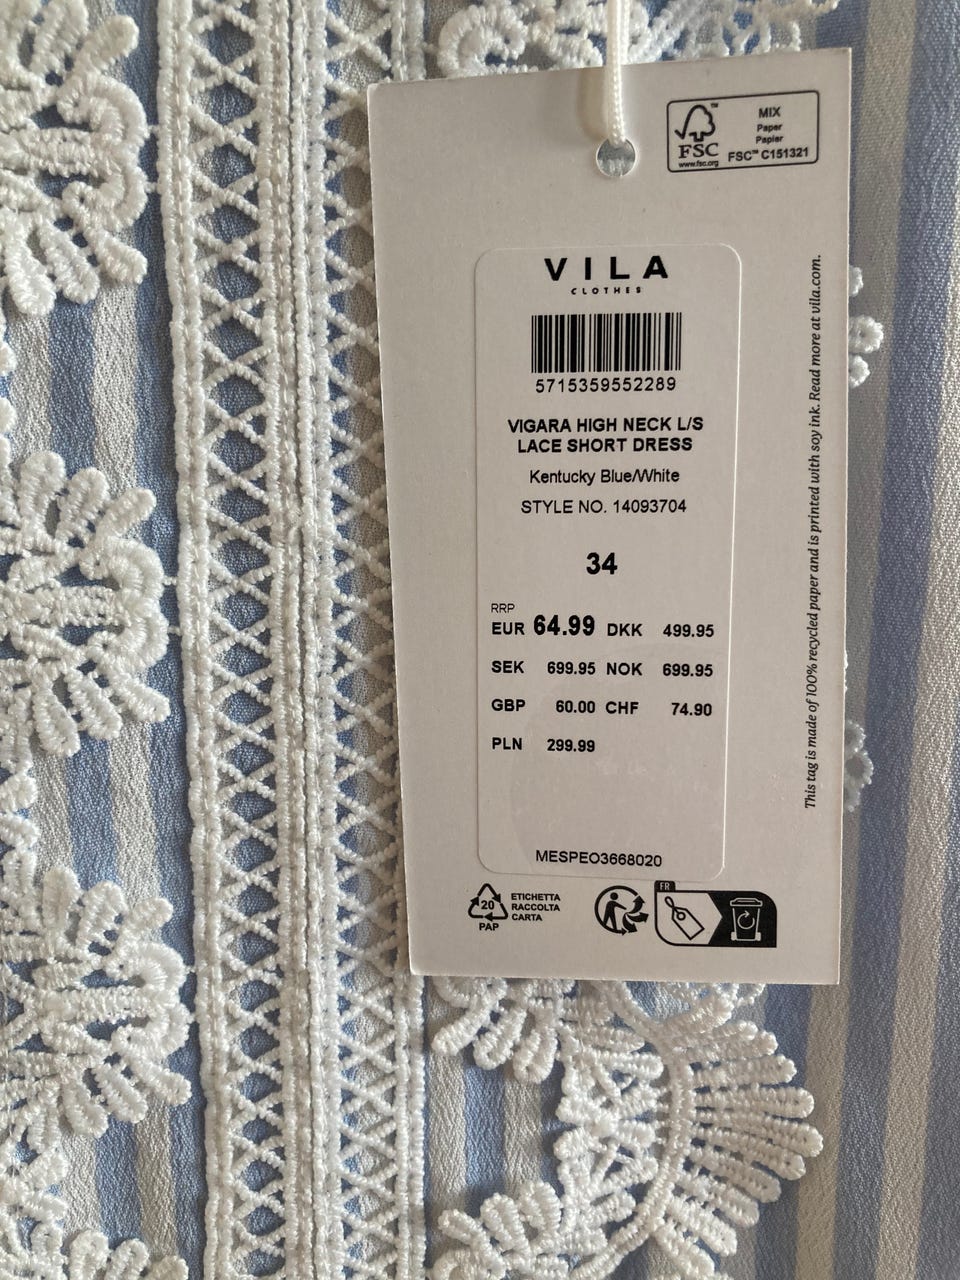 FSC™
www.fsc.org
MIX
Paper
Papier
FSC™ C151321
VILA
CLOTHES
5715359552289
VIGARA HIGH NECK L/S
LACE SHORT DRESS
Kentucky Blue/White
STYLE NO. 14093704
34
RRP
EUR 64.99 DKK 499.95
SEK 699.95 NOK 699.95
GBP 60.00 CHF 74.90
PLN 299.99
MESPEO3668020
20
PAP
ETICHETTA
RACCOLTA
CARTA
FR
This tag is made of 100% recycled paper and is printed with soy ink. Read more at vila.com.